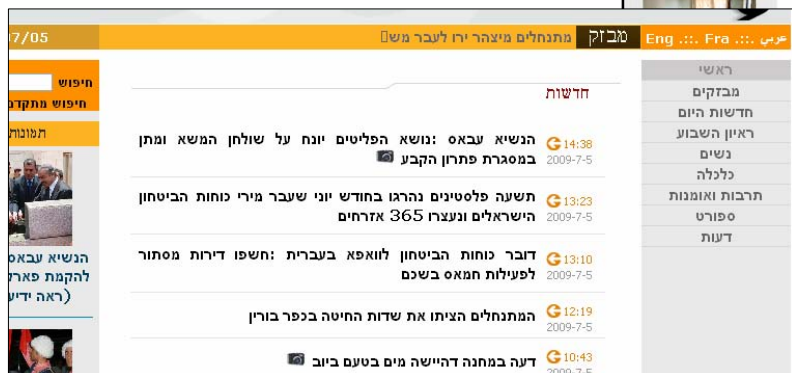 Eng .::. Fra .::. عربي
מבזק מתנחלים מיצהר ירו לעבר מש
7/05
ראשי
מבזקים
חדשות היום
ראיון השבוע
נשים
כלכלה
תרבות ואומנות
ספורט
דעות
חדשות
14:38
2009-7-5
הנשיא עבאס :נושא הפליטים יונח על שולחן המשא ומתן
במסגרת פתרון הקבע
13:23
2009-7-5
תשעה פלסטינים נהרגו בחודש יוני שעבר מירי כוחות הביטחון
הישראלים ונעצרו 365 אזרחים
13:10
2009-7-5
דובר כוחות הביטחון לוואפא בעברית :חשפו דירות מסתור
לפעילות חמאס בשכם
12:19
2009-7-5
המתנחלים הציתו את שדות החיטה בכפר בורין
10:43
2009-7-5
דעה במחנה דהיישה מים בטעם ביוב
חיפוש
חיפוש מתקדם
תמונות
הנשיא עבאס
להקמת פארק
(ראה ידיע